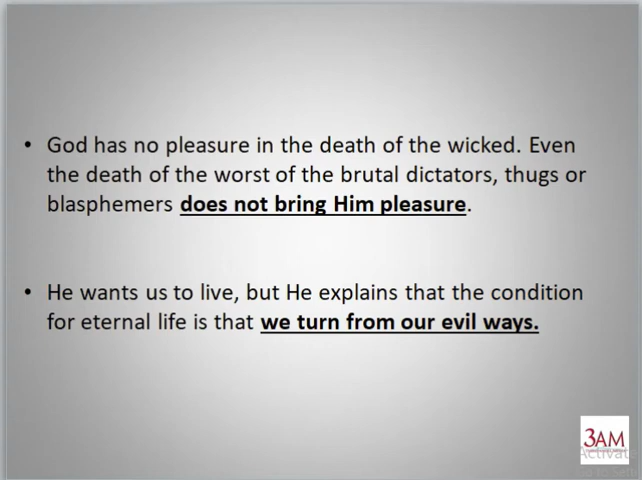 • God has no pleasure in the death of the wicked. Even
the death of the worst of the brutal dictators, thugs or
blasphemers does not bring Him pleasure.
• He wants us to live, but He explains that the condition
for eternal life is that we turn from our evil ways.
3AM
Activate